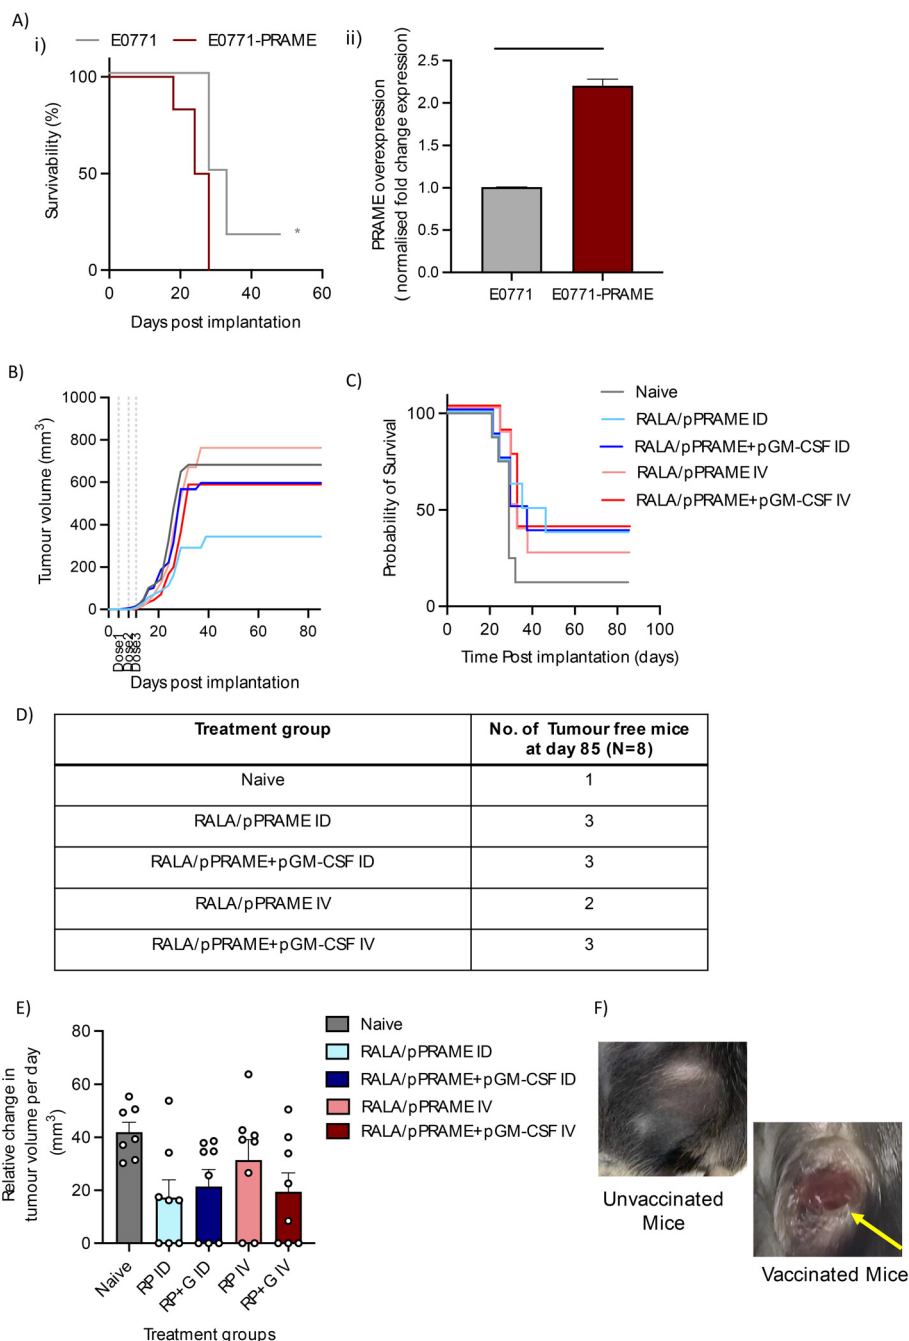 A)
i)
E0771 E0771-PRAME
Survivability (%)
100
50
0
0 20 40 60
*
Days post implantation
ii)
PRAME overexpression
(normalised fold change expression)
2.5
2.0
1.0
0.5
0.0
E0771 E0771-PRAME
B)
Tumour volume (mm3)
1000
800
600
400
200
0
0 20 40 60 80
Dose1
Dose2
Dose3
Days post implantation
C)
Probability of Survival
100
50
0
0 20 40 60 80 100
Time Post implantation (days)
Naive
RALA/pPRAME ID
RALA/pPRAME+pGM-CSF ID
RALA/pPRAME IV
RALA/pPRAME+pGM-CSF IV
D)
Treatment group No. of Tumour free mice
at day 85 (N=8)
Naive 1
RALA/pPRAME ID 3
RALA/pPRAME+pGM-CSF ID 3
RALA/pPRAME IV 2
RALA/pPRAME+pGM-CSF IV 3
E)
Relative change in
tumour volume per day
(mm3)
80
60
40
20
0
Naive
RP ID
RP+G ID
RP IV
RP+G IV
Treatment groups
Naive
RALA/pPRAME ID
RALA/pPRAME+pGM-CSF ID
RALA/pPRAME IV
RALA/pPRAME+pGM-CSF IV
F)
Unvaccinated
Mice
Vaccinated Mice